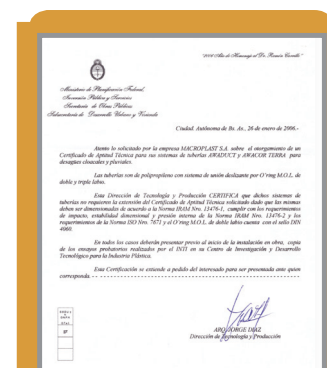 "2006 Año de Homenaje al Dr. Ramón Carrillo"
Ministerio de Planificación Federal,
Inversión Pública y Servicios
Secretaría de Obras Públicas
Subsecretaría de Desarrollo Urbano y Vivienda
Ciudad. Autónoma de Bs. As., 26 de enero de 2006.-
Atento lo solicitado por la empresa MACROPLAST S.A. sobre el otorgamiento de un
Certificado de Aptitud Técnica para sus sistemas de tuberías AWADUCT y AWACOR TERRA para
desagües cloacales y pluviales.
Las tuberías son de polipropileno con sistema de unión deslizante por O'ring M.O.L. de
doble y triple labio.
Esta Dirección de Tecnología y Producción CERTIFICA que dichos sistemas de
tuberías no requieren la extensión del Certificado de Aptitud Técnica solicitado dado que las mismas
deben ser dimensionales de acuerdo a la Norma IRAM Nro. 13476-1, cumplir con los requerimientos
de impacto, estabilidad dimensional y presión interna de la Norma IRAM Nro. 13476-2 y los
requerimientos de la Norma ISO Nro. 7671 y el O'ring M.O.L. de doble labio cuente con el sello DIN
4060.
En todos los casos deberán presentar previo al inicio de la instalación en obra, copia
de los ensayos probatorios realizados por el INTI en su Centro de Investigación y Desarrollo
Tecnológico para la Industria Plástica.
Esta Certificación se extiende a pedido del interesado para ser presentada ante quien
corresponda. - - - - - - - - - - - - - - - - - - - - - - - - - - - - - - - -
ARQ. JORGE DIAZ
Dirección de Tecnología y Producción